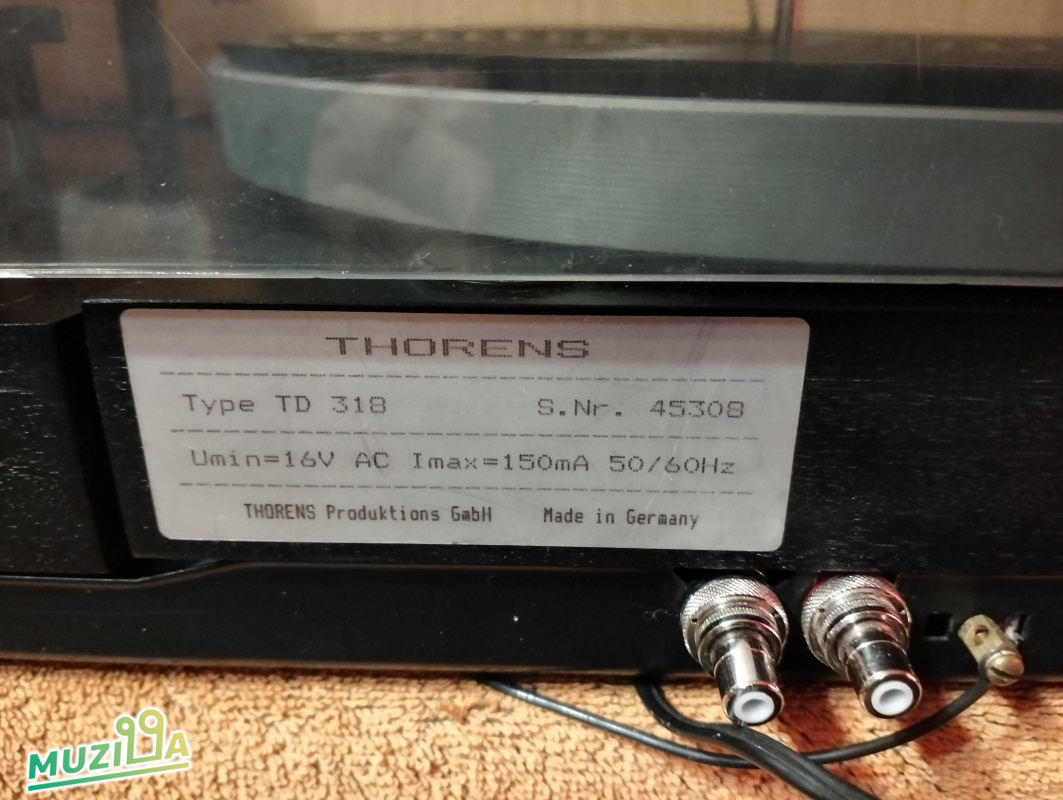 THORENS
Type TD 318 S.Nr. 45308
Umin=16V AC Imax=150mA 50/60Hz
THORENS Produktions GmbH Made in Germany
MUZI99A